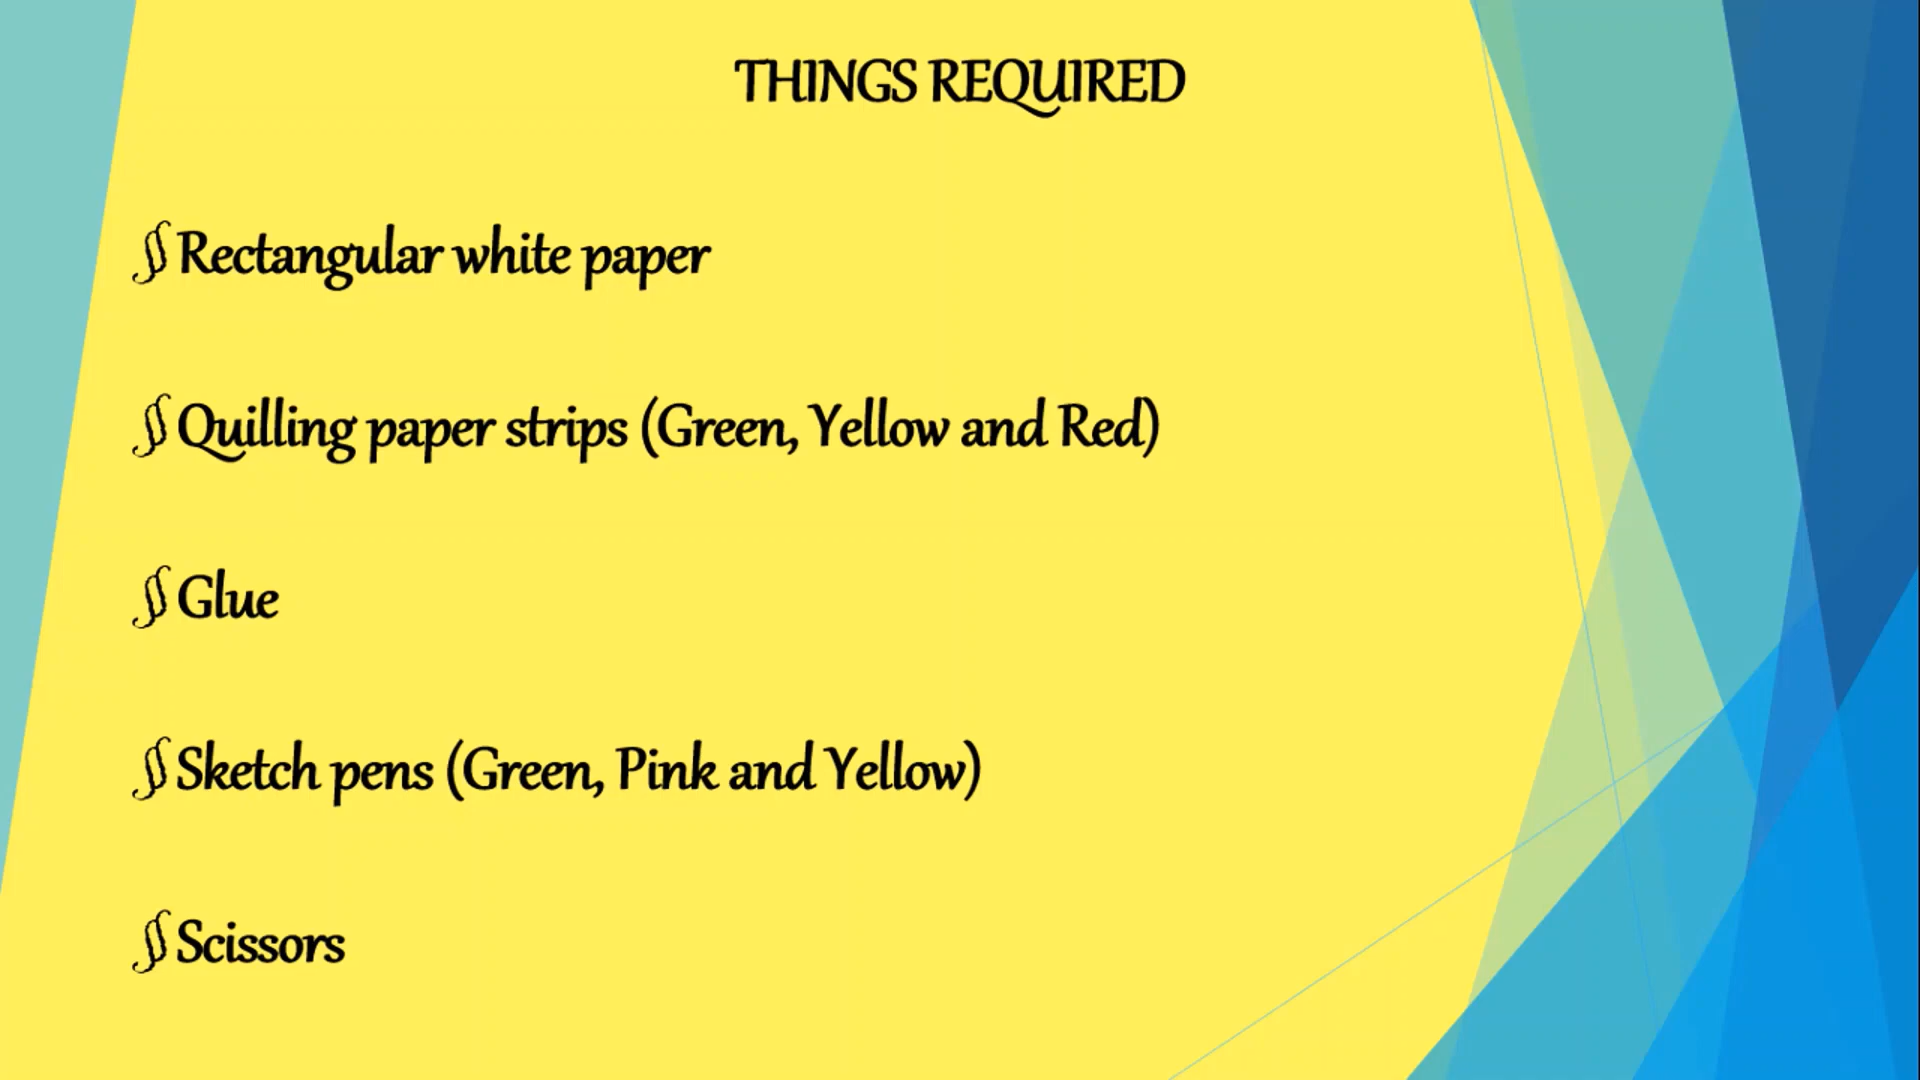 THINGS REQUIRED
Rectangular white paper
Quilling paper strips (Green, Yellow and Red)
Glue
Sketch pens (Green, Pink and Yellow)
Scissors